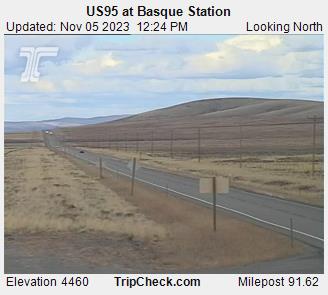 US95 at Basque Station
Updated: Nov 05 2023 12:24 PM Looking North
Elevation 4460 TripCheck.com Milepost 91.62